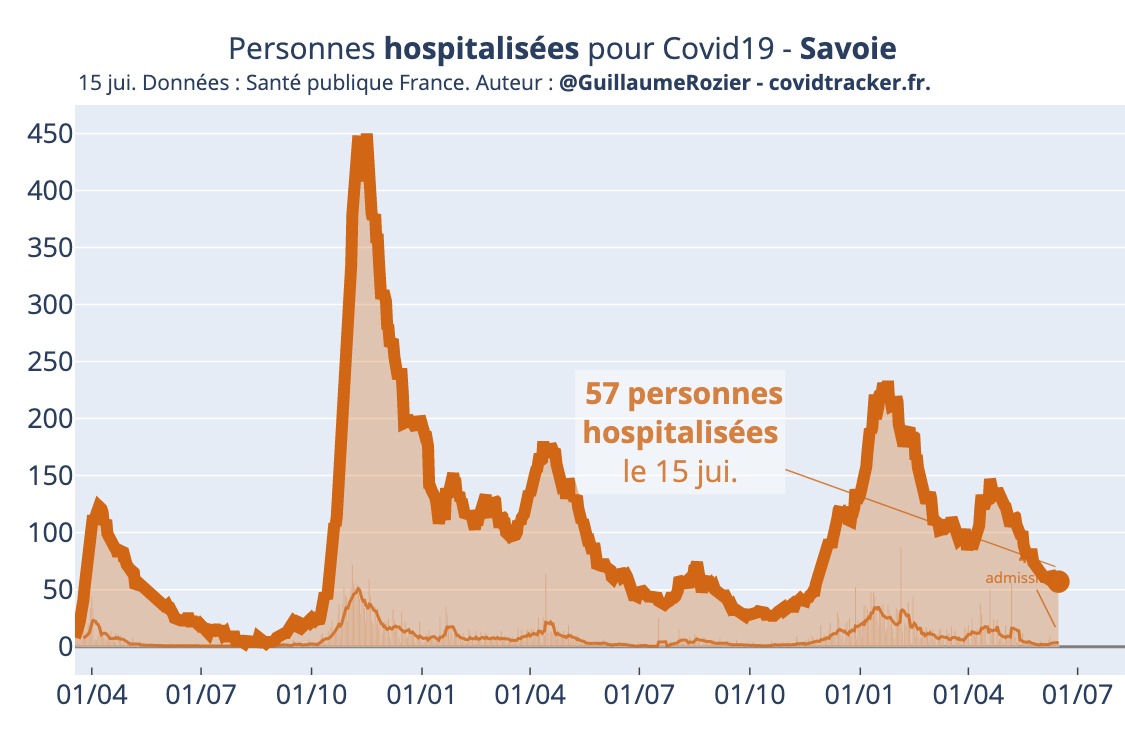 Personnes hospitalisées pour Covid19 - Savoie
15 jui. Données : Santé publique France. Auteur : @GuillaumeRozier - covidtracker.fr.
450
400
350
300
250
200
150
100
50
0
57 personnes
hospitalisées
le 15 jui.
01/04 01/07 01/10 01/01 01/04 01/07 01/10 01/01 01/04 01/07